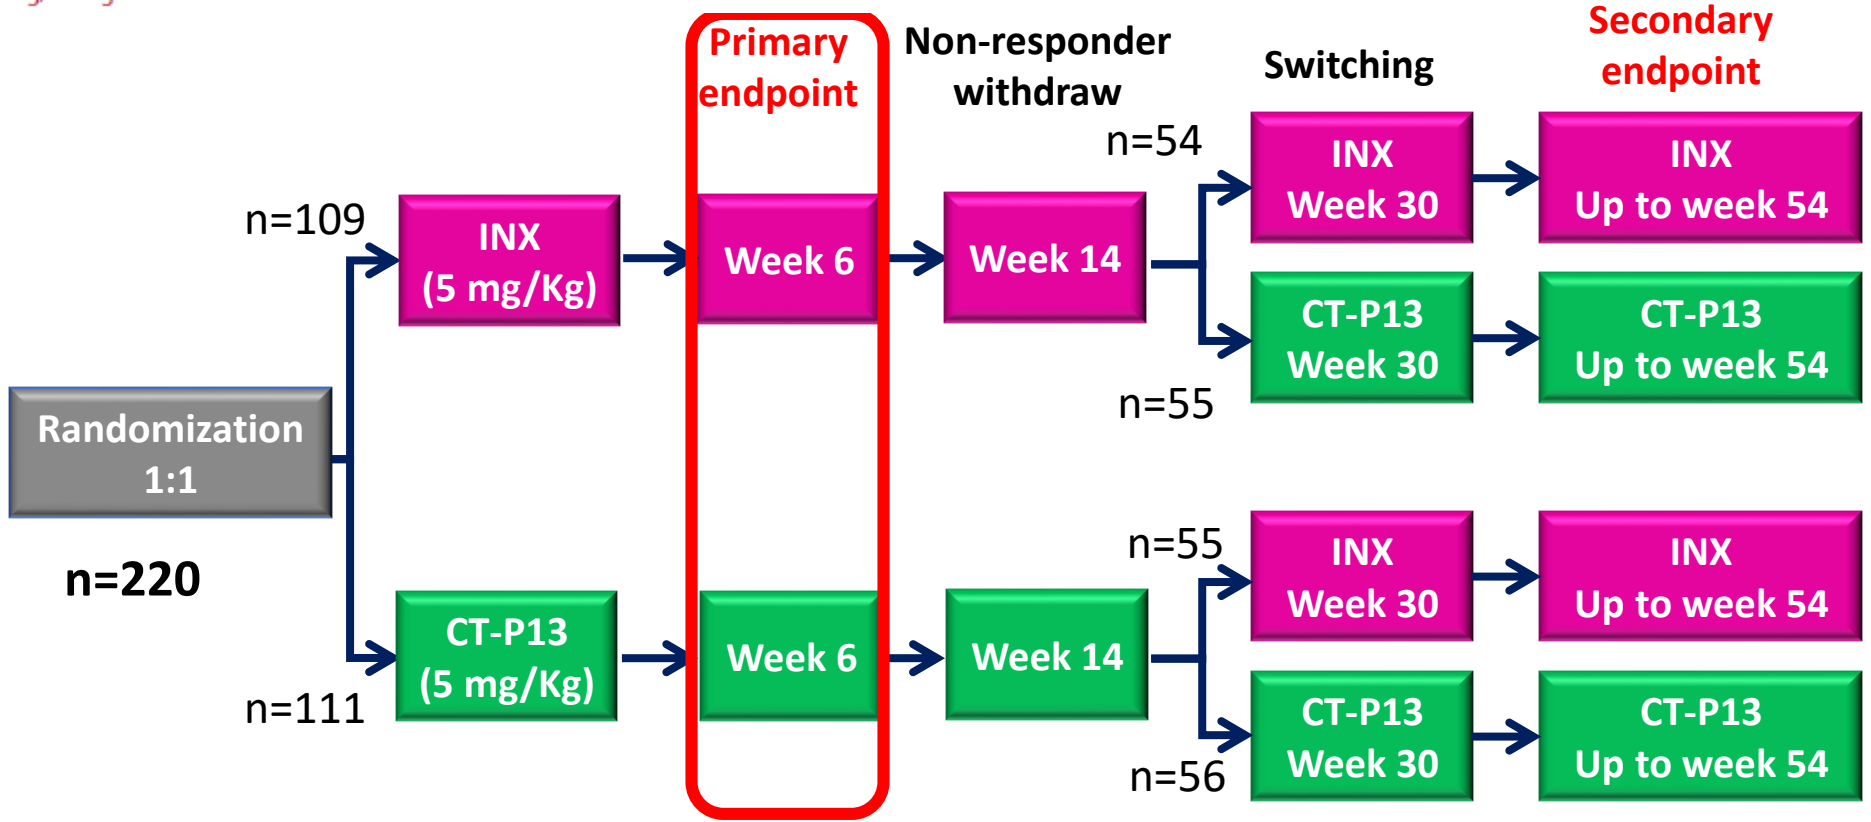 Primary
endpoint
Non-responder
withdraw
Switching
Secondary
endpoint
Randomization
1:1
n=220
n=109
INX
(5 mg/Kg)
Week 6
Week 14
n=54
INX
Week 30
INX
Up to week 54
n=55
CT-P13
Week 30
CT-P13
Up to week 54
n=111
CT-P13
(5 mg/Kg)
Week 6
Week 14
n=55
INX
Week 30
INX
Up to week 54
n=56
CT-P13
Week 30
CT-P13
Up to week 54